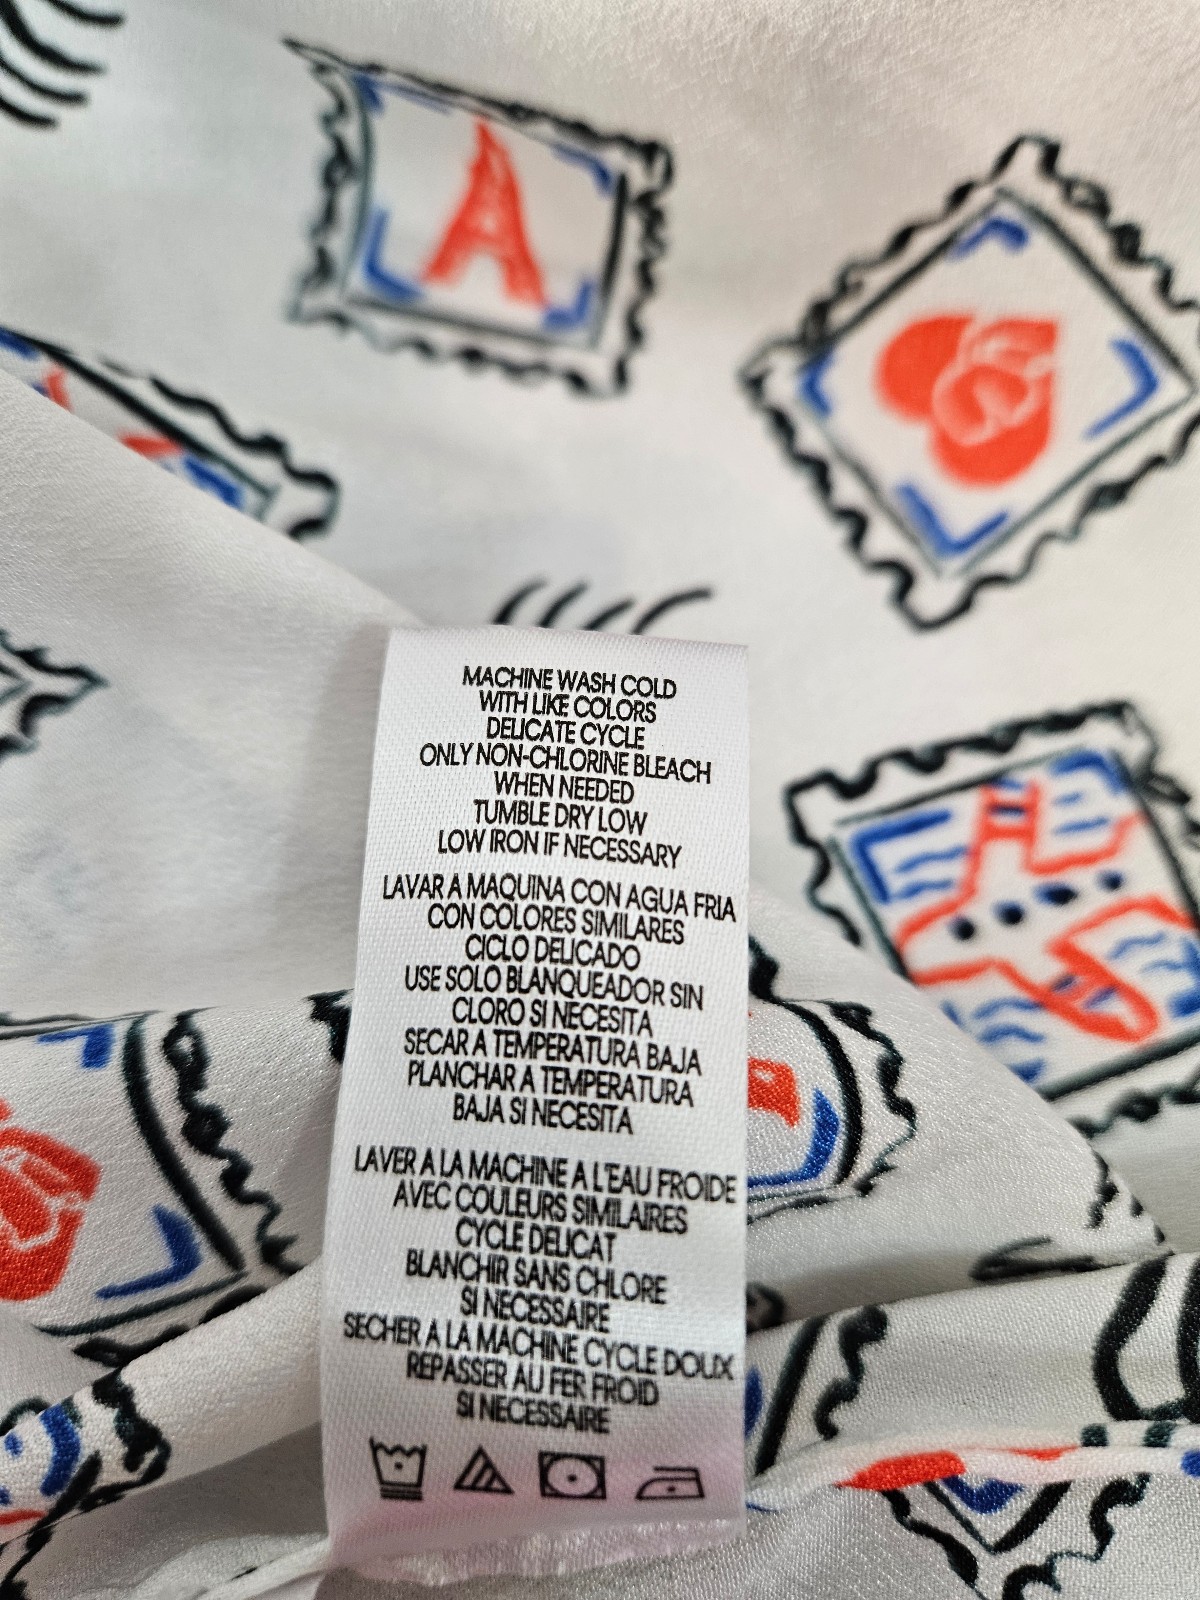 MACHINE WASH COLD
WITH LIKE COLORS
DELICATE CYCLE
ONLY NON-CHLORINE BLEACH
WHEN NEEDED
TUMBLE DRY LOW
LOW IRON IF NECESSARY
LAVAR A MAQUINA CON AGUA FRIA
CON COLORES SIMILARES
CICLO DELICADO
USE SOLO BLANQUEADOR SIN
CLORO SI NECESITA
SECAR A TEMPERATURA BAJA
PLANCHAR A TEMPERATURA
BAJA SI NECESITA
LAVER A LA MACHINE A L'EAU FROIDE
AVEC COULEURS SIMILAIRES
CYCLE DELICAT
BLANCHIR SANS CHLORE
SI NECESSAIRE
SECHER A LA MACHINE CYCLE DOUX
REPASSER AU FER FROID
SI NECESSAIRE